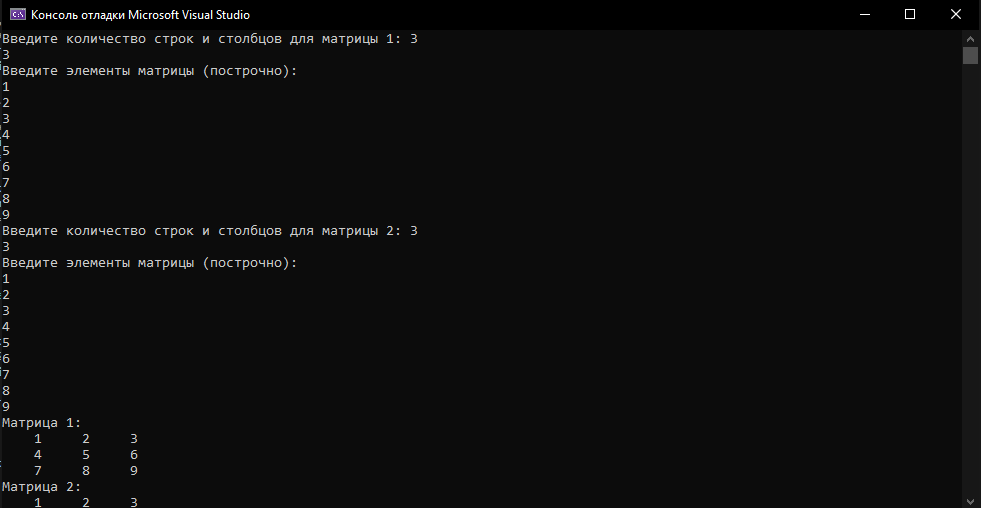 Консоль отладки Microsoft Visual Studio
Введите количество строк и столбцов для матрицы 1: 3
3
Введите элементы матрицы (построчно):
1
2
3
4
5
6
7
8
9
Введите количество строк и столбцов для матрицы 2: 3
3
Введите элементы матрицы (построчно):
1
2
3
4
5
6
7
8
9
Матрица 1:
1 2 3
4 5 6
7 8 9
Матрица 2:
1 2 3